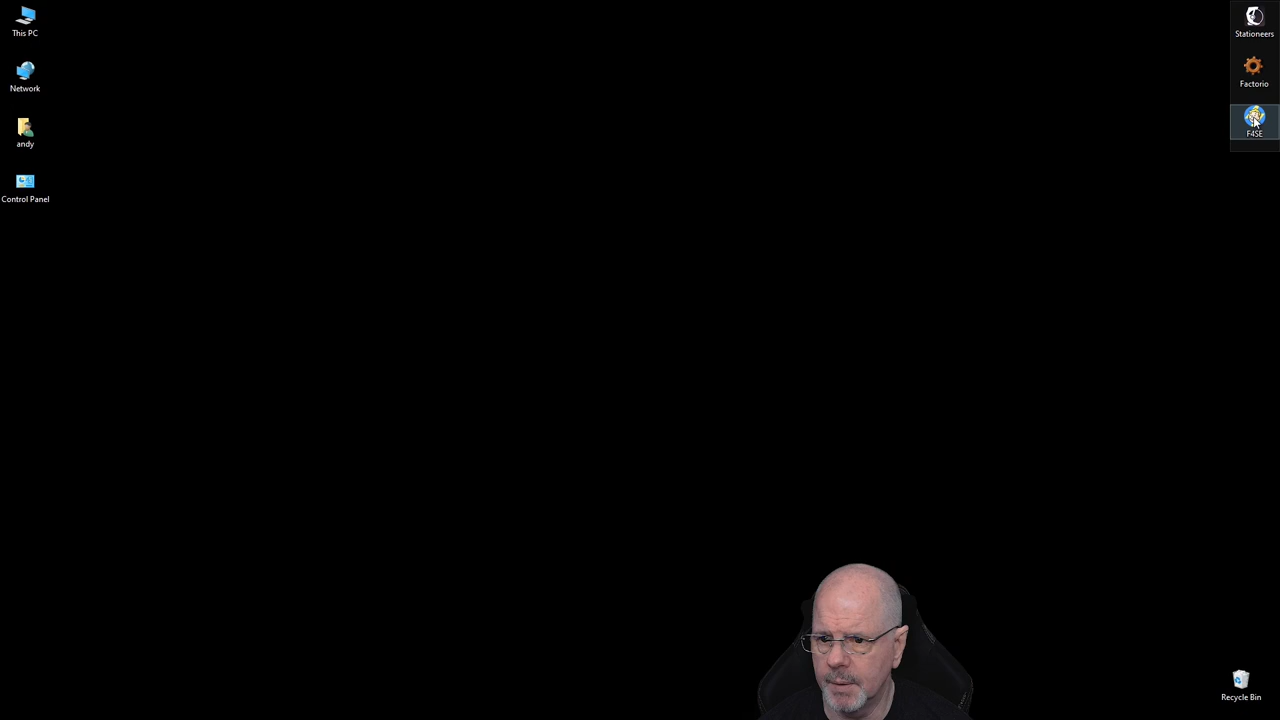 This PC
Network
andy
Control Panel
Stationeers
Factorio
F4SE
Recycle Bin